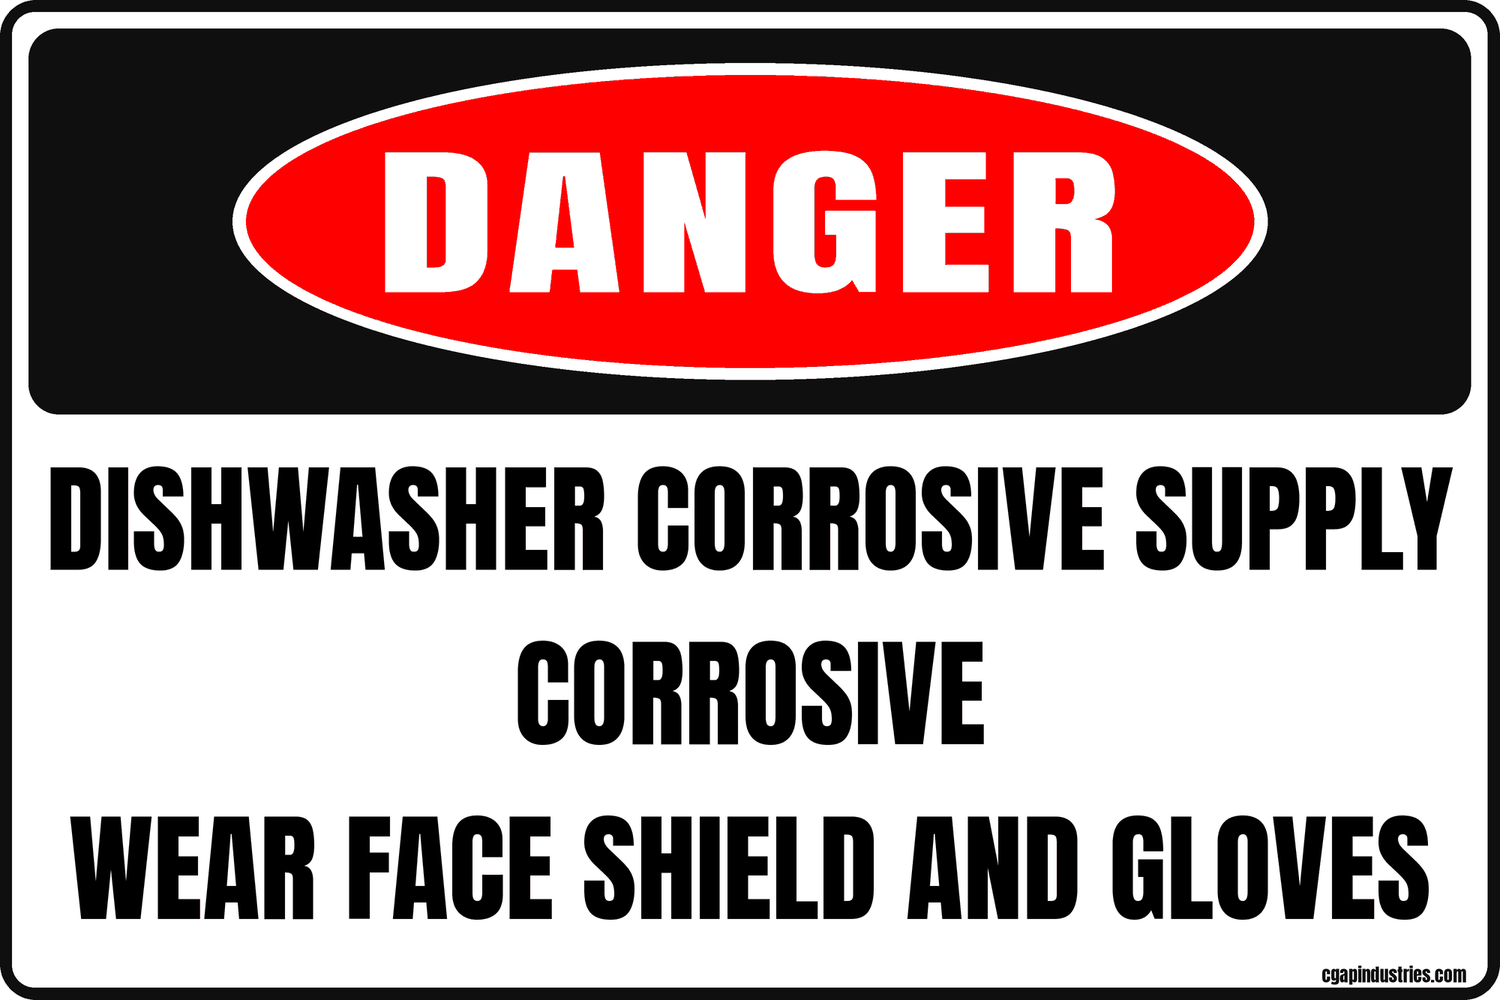 DANGER
DISHWASHER CORROSIVE SUPPLY
CORROSIVE
WEAR FACE SHIELD AND GLOVES
cgapindustries.com